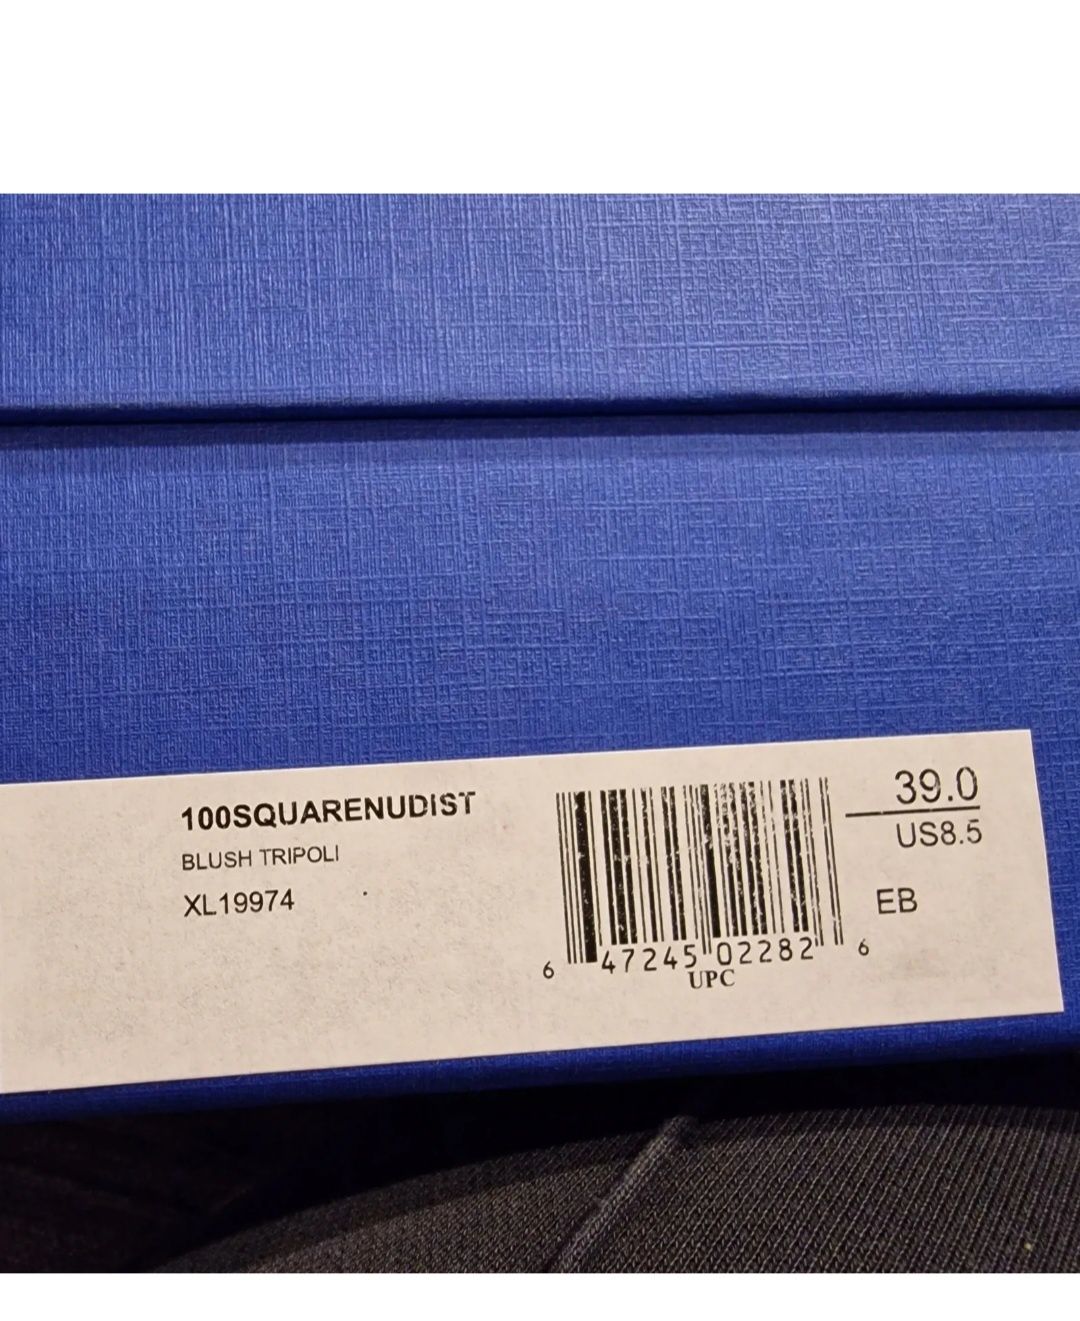 100SQUARENUDIST
BLUSH TRIPOLI
XL19974
39.0
US8.5
EB
6 47245 02282 6
UPC